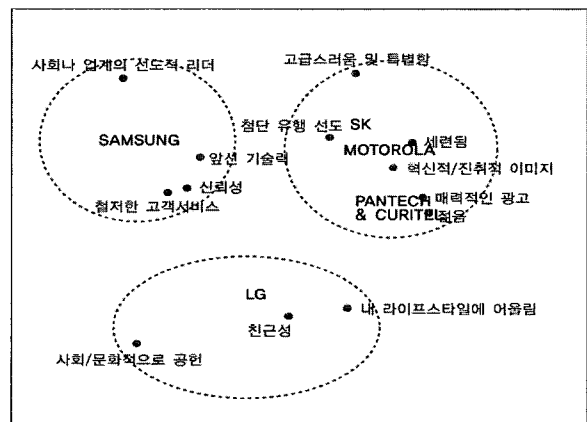 사회나 업계의 선도적 리더
고급스러움 및 특별함
첨단 유행 선도 SK
세련됨
SAMSUNG
MOTOROLA
앞선 기술력
혁신적/진취적 이미지
신뢰성
철저한 고객서비스
매력적인 광고
PANTECH
& CURITEL
젊음
LG
내 라이프스타일에 어울림
친근성
사회/문화적으로 공헌